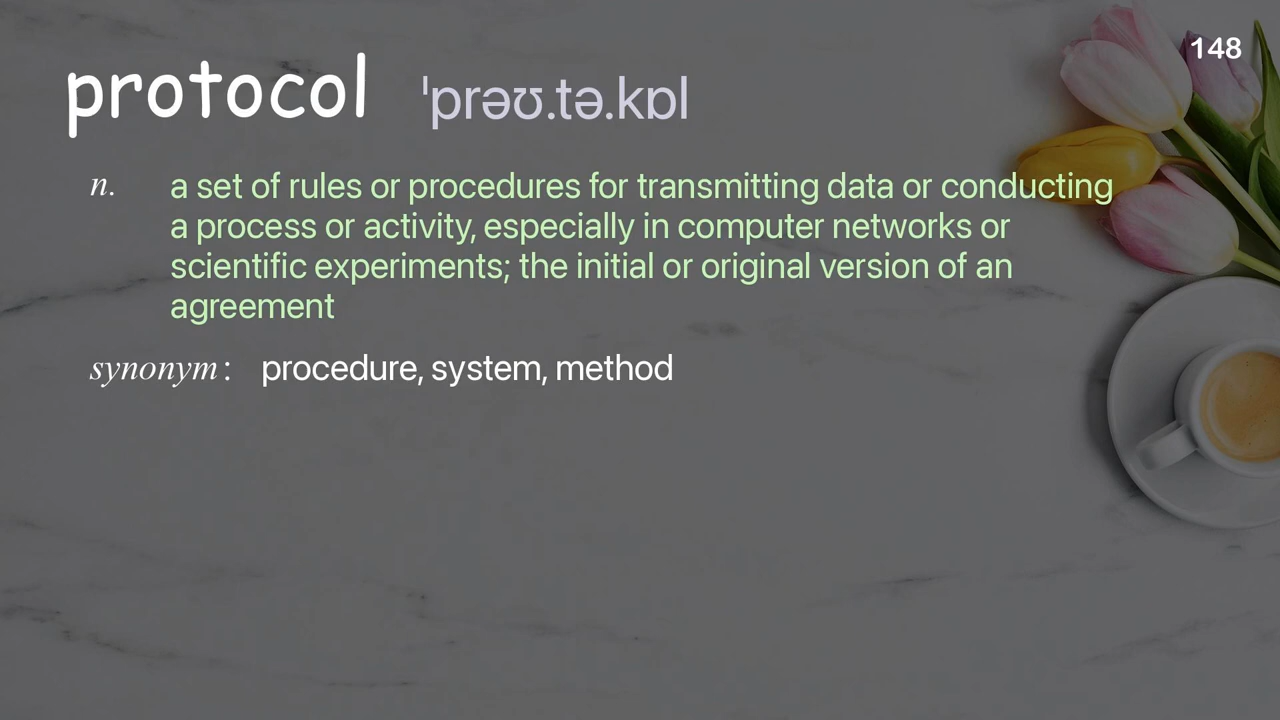 148
protocol ˈprəʊ.tə.kɒl
n. a set of rules or procedures for transmitting data or conducting
a process or activity, especially in computer networks or
scientific experiments; the initial or original version of an
agreement
synonym: procedure, system, method